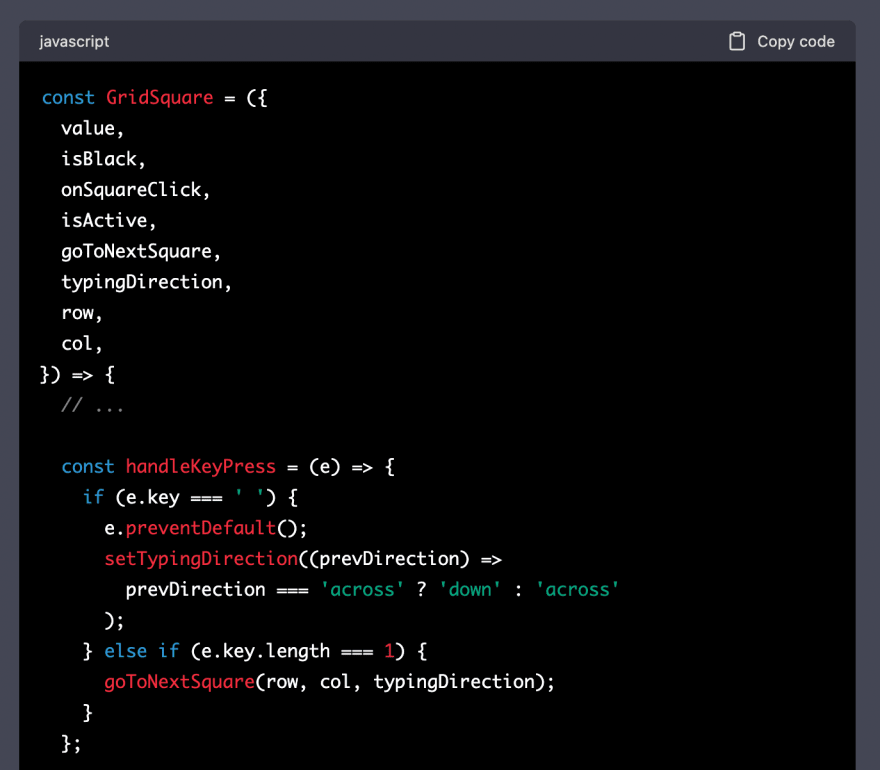 javascript
Copy code
const GridSquare = ({
  value,
  isBlack,
  onSquareClick,
  isActive,
  goToNextSquare,
  typingDirection,
  row,
  col,
}) => {
  // ...

  const handleKeyPress = (e) => {
    if (e.key === ' ') {
      e.preventDefault();
      setTypingDirection((prevDirection) =>
        prevDirection === 'across' ? 'down' : 'across'
      );
    } else if (e.key.length === 1) {
      goToNextSquare(row, col, typingDirection);
    }
  };